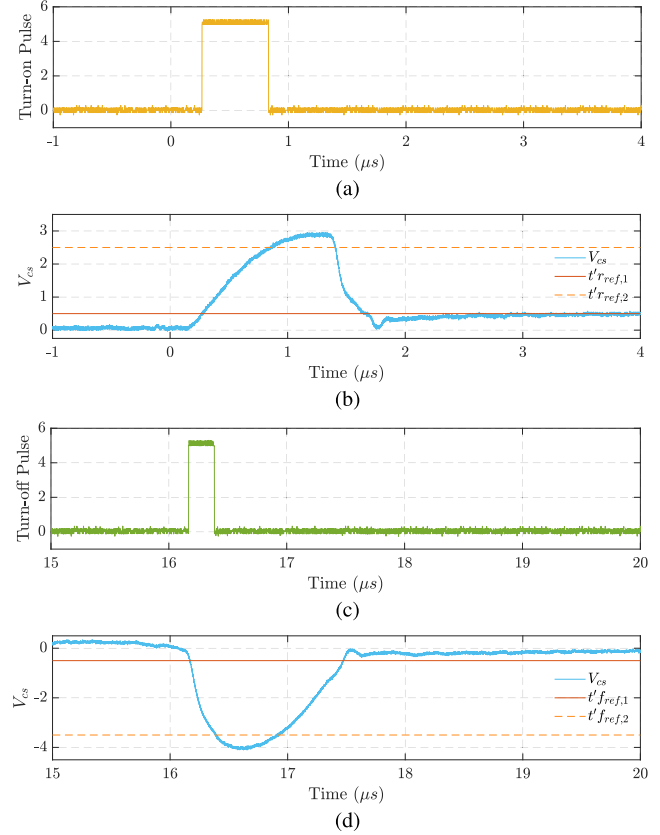 Turn-on Pulse
6
4
2
0
-1 0 1 2 3 4
Time (μs)
(a)
V_cs
3
2
1
0
V_cs
t'r_ref,1
t'r_ref,2
-1 0 1 2 3 4
Time (μs)
(b)
Turn-off Pulse
6
4
2
0
15 16 17 18 19 20
Time (μs)
(c)
V_cs
0
-2
-4
V_cs
t'f_ref,1
t'f_ref,2
15 16 17 18 19 20
Time (μs)
(d)